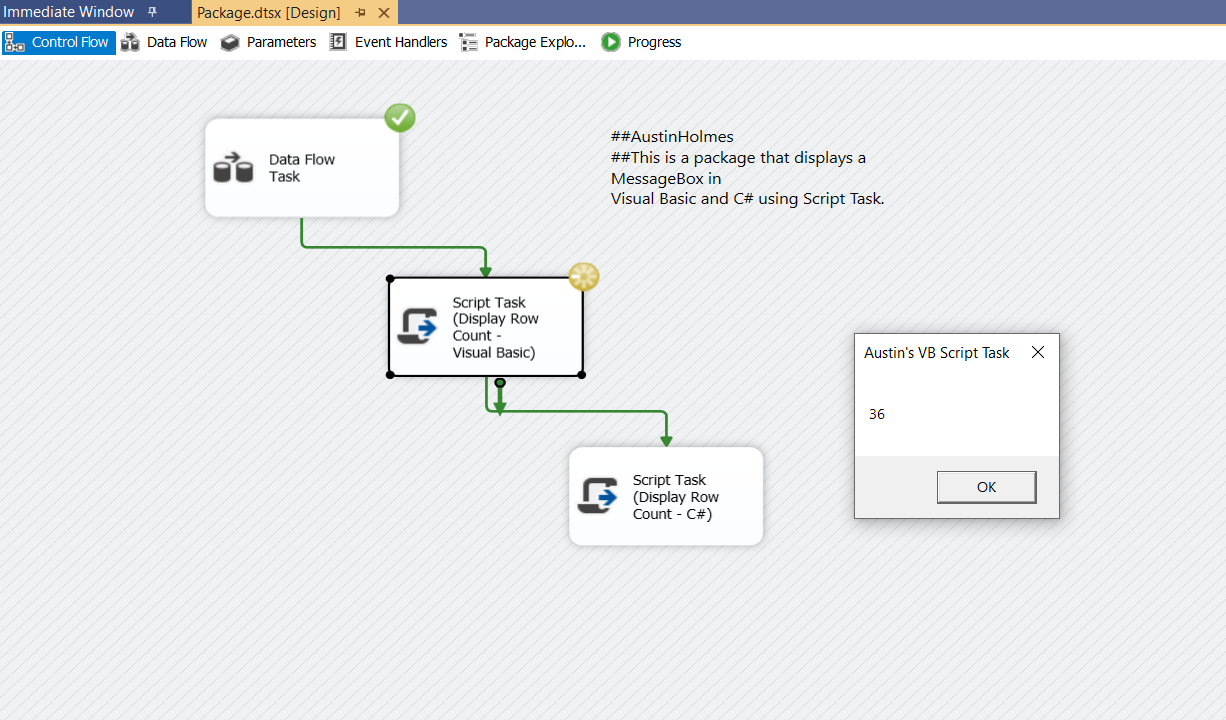 Immediate Window
Package.dtsx [Design]
Control Flow
Data Flow
Parameters
Event Handlers
Package Explo...
Progress
Data Flow
Task
##AustinHolmes
##This is a package that displays a
MessageBox in
Visual Basic and C# using Script Task.
Script Task
(Display Row
Count -
Visual Basic)
Austin's VB Script Task
36
OK
Script Task
(Display Row
Count - C#)